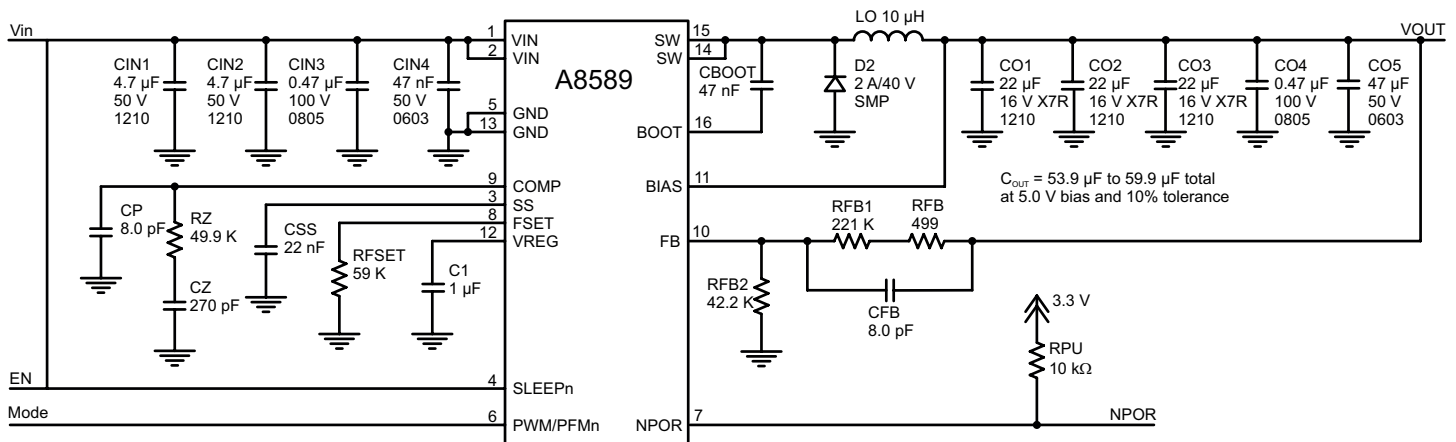 Vin
CIN1
4.7 µF
50 V
1210
CIN2
4.7 µF
50 V
1210
CIN3
0.47 µF
100 V
0805
CIN4
47 nF
50 V
0603
1
VIN
2
VIN
A8589
5
GND
13
GND
9
COMP
3
SS
8
FSET
12
VREG
4
SLEEPn
6
PWM/PFMn
15
SW
14
SW
16
BOOT
11
BIAS
10
FB
7
NPOR
CBOOT
47 nF
D2
2 A/40 V
SMP
LO 10 µH
VOUT
CO1
22 µF
16 V X7R
1210
CO2
22 µF
16 V X7R
1210
CO3
22 µF
16 V X7R
1210
CO4
0.47 µF
100 V
0805
CO5
47 µF
50 V
0603
COUT = 53.9 µF to 59.9 µF total
at 5.0 V bias and 10% tolerance
CP
8.0 pF
RZ
49.9 K
CZ
270 pF
CSS
22 nF
RFSET
59 K
C1
1 µF
RFB1
221 K
RFB
499
RFB2
42.2 K
CFB
8.0 pF
3.3 V
RPU
10 kΩ
EN
Mode
NPOR